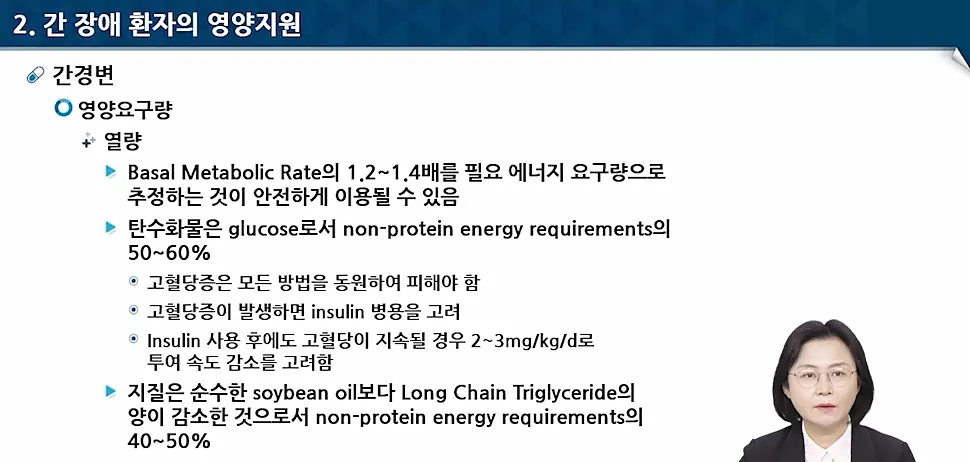 2. 간 장애 환자의 영양지원
간경변
영양요구량
열량
Basal Metabolic Rate의 1.2~1.4배를 필요 에너지 요구량으로
추정하는 것이 안전하게 이용될 수 있음
탄수화물은 glucose로서 non-protein energy requirements의
50~60%
고혈당증은 모든 방법을 동원하여 피해야 함
고혈당증이 발생하면 insulin 병용을 고려
Insulin 사용 후에도 고혈당이 지속될 경우 2~3mg/kg/d로
투여 속도 감소를 고려함
지질은 순수한 soybean oil보다 Long Chain Triglyceride의
양이 감소한 것으로서 non-protein energy requirements의
40~50%